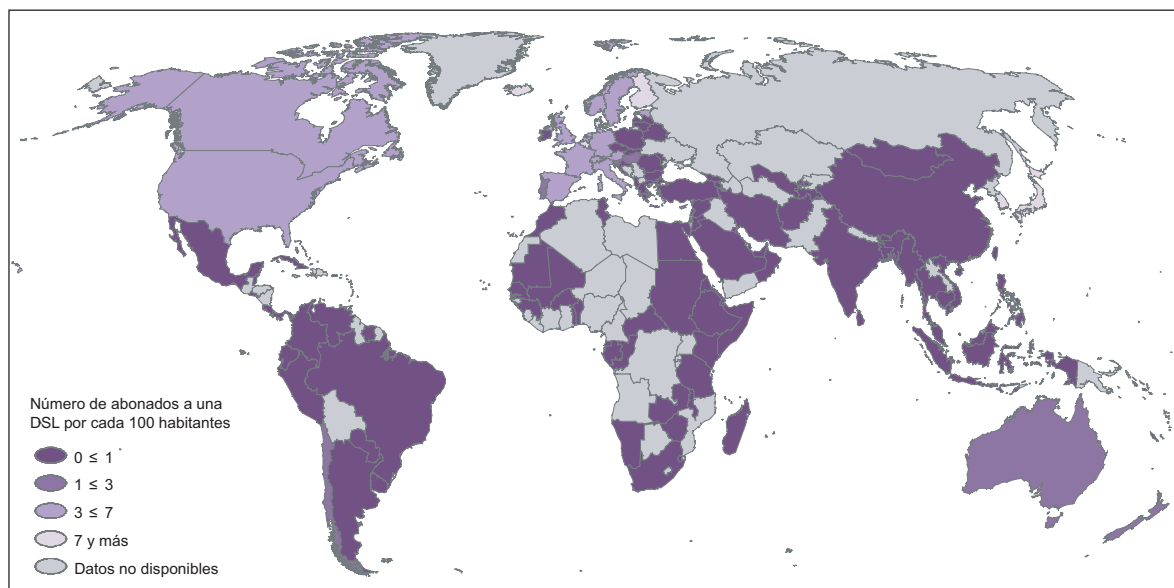 Número de abonados a una
DSL por cada 100 habitantes
0 ≤ 1
1 ≤ 3
3 ≤ 7
7 y más
Datos no disponibles